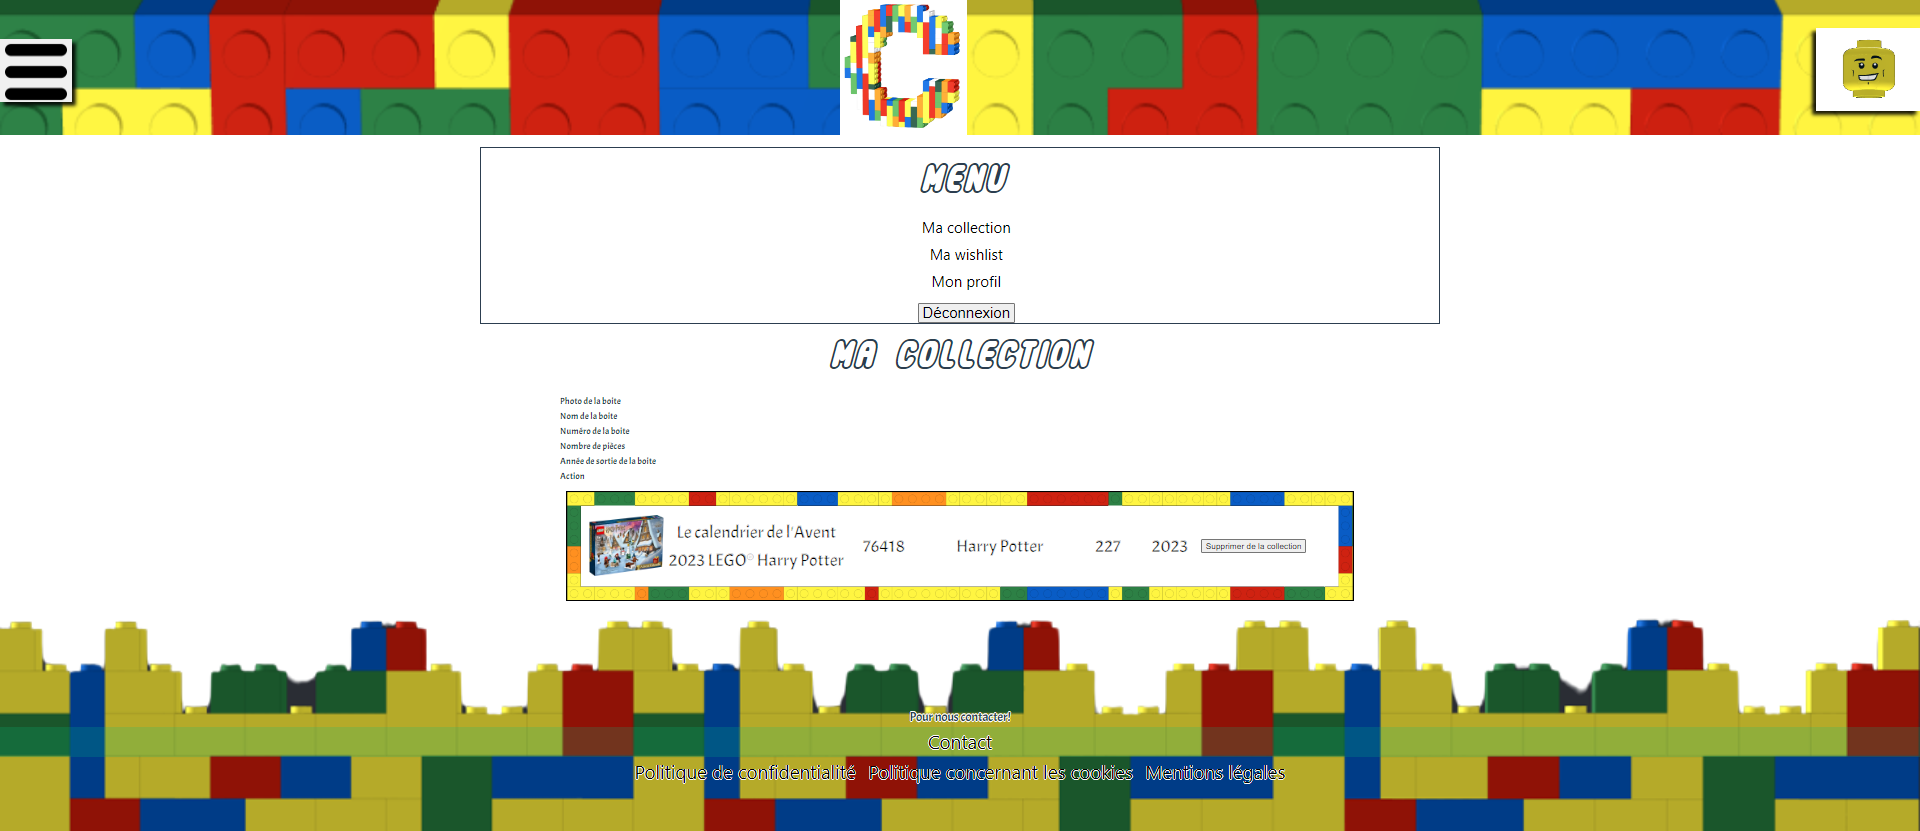 MENU
Ma collection
Ma wishlist
Mon profil
Déconnexion
MA COLLECTION
Photo de la boite
Nom de la boite
Numéro de la boite
Nombre de pièces
Année de sortie de la boite
Action
Le calendrier de l'Avent
2023 LEGO® Harry Potter
76418
Harry Potter
227
2023
Supprimer de la collection
Pour nous contacter!
Contact
Politique de confidentialité Politique concernant les cookies Mentions légales